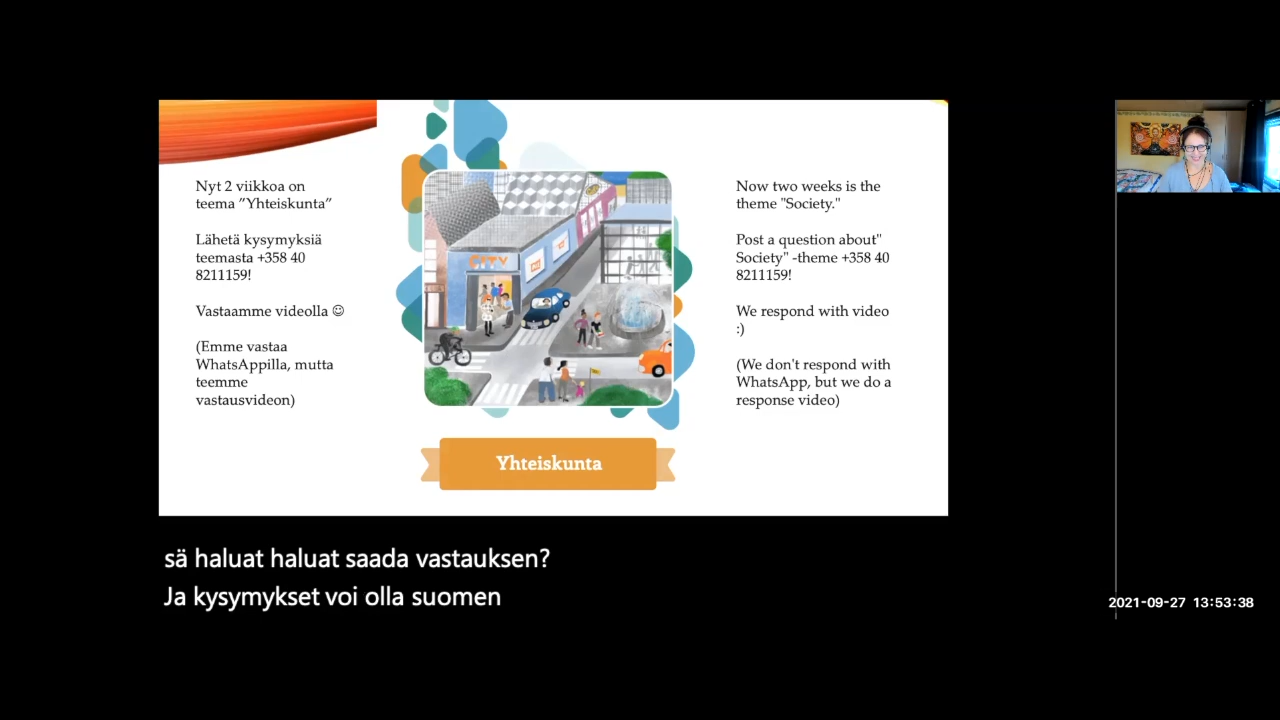 Nyt 2 viikkoa on
teema ”Yhteiskunta”
Lähetä kysymyksiä
teemasta +358 40
8211159!
Vastaamme videolla ☺
(Emme vastaa
WhatsAppilla, mutta
teemme
vastausvideon)
CITY
Yhteiskunta
Now two weeks is the
theme "Society."
Post a question about"
Society" -theme +358 40
8211159!
We respond with video
:)
(We don't respond with
WhatsApp, but we do a
response video)
sä haluat haluat saada vastauksen?
Ja kysymykset voi olla suomen
2021-09-27 13:53:38